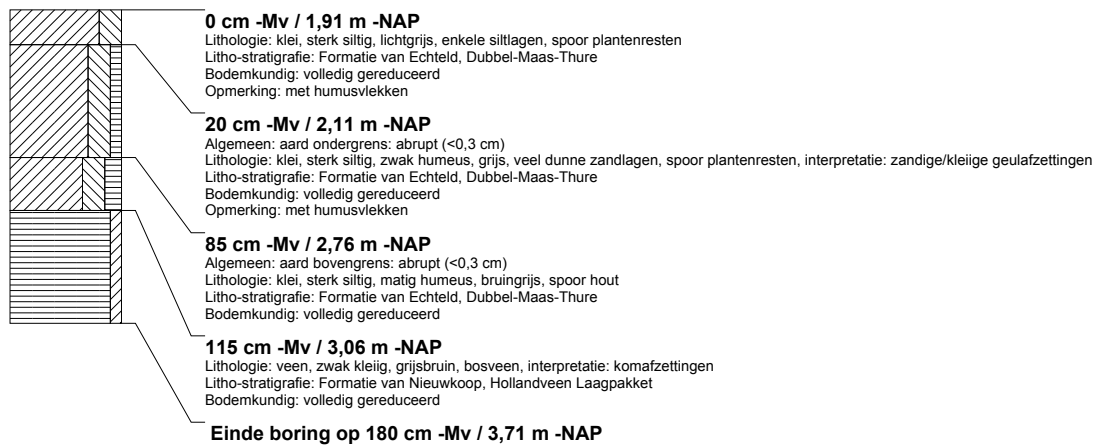 0 cm -Mv / 1,91 m -NAP
Lithologie: klei, sterk siltig, lichtgrijs, enkele siltlagen, spoor plantenresten
Litho-stratigrafie: Formatie van Echteld, Dubbel-Maas-Thure
Bodemkundig: volledig gereduceerd
Opmerking: met humusvlekken
20 cm -Mv / 2,11 m -NAP
Algemeen: aard ondergrens: abrupt (<0,3 cm)
Lithologie: klei, sterk siltig, zwak humeus, grijs, veel dunne zandlagen, spoor plantenresten, interpretatie: zandige/kleiige geulafzettingen
Litho-stratigrafie: Formatie van Echteld, Dubbel-Maas-Thure
Bodemkundig: volledig gereduceerd
Opmerking: met humusvlekken
85 cm -Mv / 2,76 m -NAP
Algemeen: aard bovengrens: abrupt (<0,3 cm)
Lithologie: klei, sterk siltig, matig humeus, bruingrijs, spoor hout
Litho-stratigrafie: Formatie van Echteld, Dubbel-Maas-Thure
Bodemkundig: volledig gereduceerd
115 cm -Mv / 3,06 m -NAP
Lithologie: veen, zwak kleiig, grijsbruin, bosveen, interpretatie: komafzettingen
Litho-stratigrafie: Formatie van Nieuwkoop, Hollandveen Laagpakket
Bodemkundig: volledig gereduceerd
Einde boring op 180 cm -Mv / 3,71 m -NAP